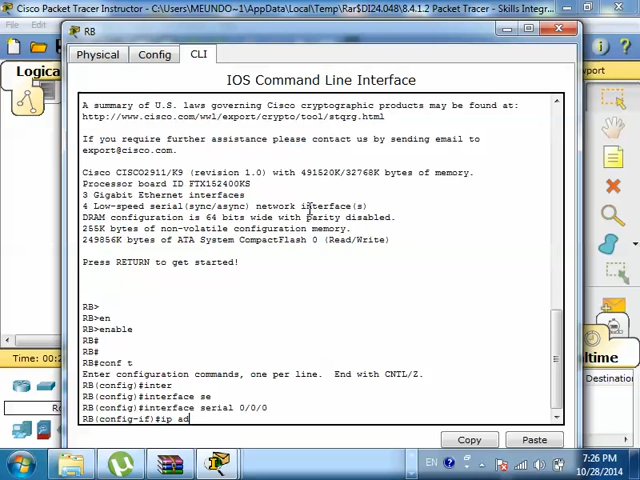 Cisco Packet Tracer Instructor - C:\Users\MEUNDO~1\AppData\Local\Temp\Rar$DI24.048\8.4.1.2 Packet Tracer - Skills Integr...
File
RB
Logica
port
Physical
Config
CLI
IOS Command Line Interface
A summary of U.S. laws governing Cisco cryptographic products may be found at:
http://www.cisco.com/wwl/export/crypto/tool/stqrg.html
If you require further assistance please contact us by sending email to
export@cisco.com.
Cisco CISCO2911/K9 (revision 1.0) with 491520K/32768K bytes of memory.
Processor board ID FTX152400KS
3 Gigabit Ethernet interfaces
4 Low-speed serial(sync/async) network interface(s)
DRAM configuration is 64 bits wide with parity disabled.
255K bytes of non-volatile configuration memory.
249856K bytes of ATA System CompactFlash 0 (Read/Write)
Press RETURN to get started!
RB>
RB>en
RB>enable
RB#
RB#
RB#conf t
Enter configuration commands, one per line. End with CNTL/Z.
RB(config)#inter
RB(config)#interface se
RB(config)#interface serial 0/0/0
RB(config-if)#ip ad
Time: 00:2
ltime
Destination
Ro
Copy
Paste
EN
7:26 PM
10/28/2014